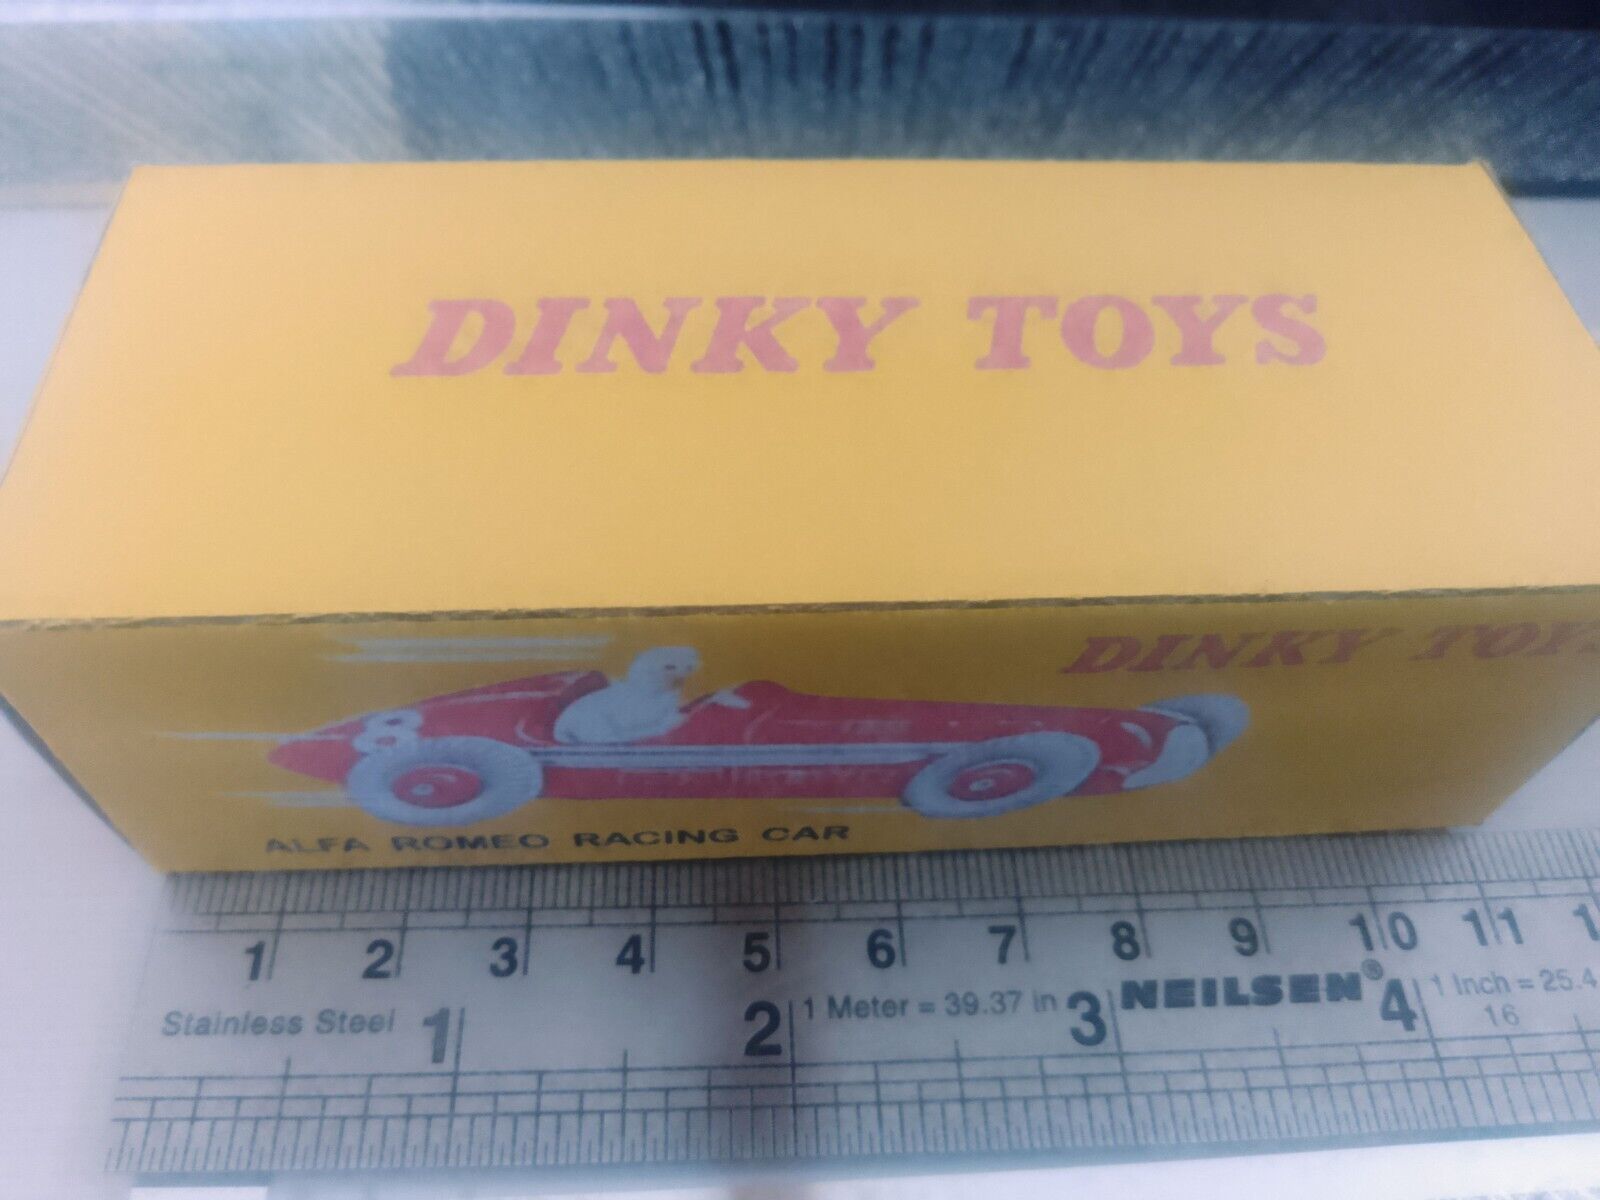 DINKY TOYS
DINKY TOYS
8
ALFA ROMEO RACING CAR
1 2 3 4 5 6 7 8 9 10 11
Stainless Steel 1 2 1 Meter = 39.37 in 3 NEILSEN® 4 1 Inch = 25.4
16